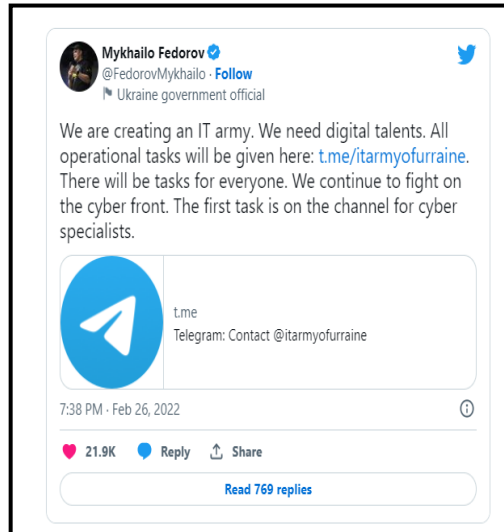 Mykhailo Fedorov
@FedorovMykhailo · Follow
Ukraine government official
We are creating an IT army. We need digital talents. All
operational tasks will be given here: t.me/itarmyofurraine.
There will be tasks for everyone. We continue to fight on
the cyber front. The first task is on the channel for cyber
specialists.
t.me
Telegram: Contact @itarmyofurraine
7:38 PM · Feb 26, 2022
21.9K Reply Share
Read 769 replies